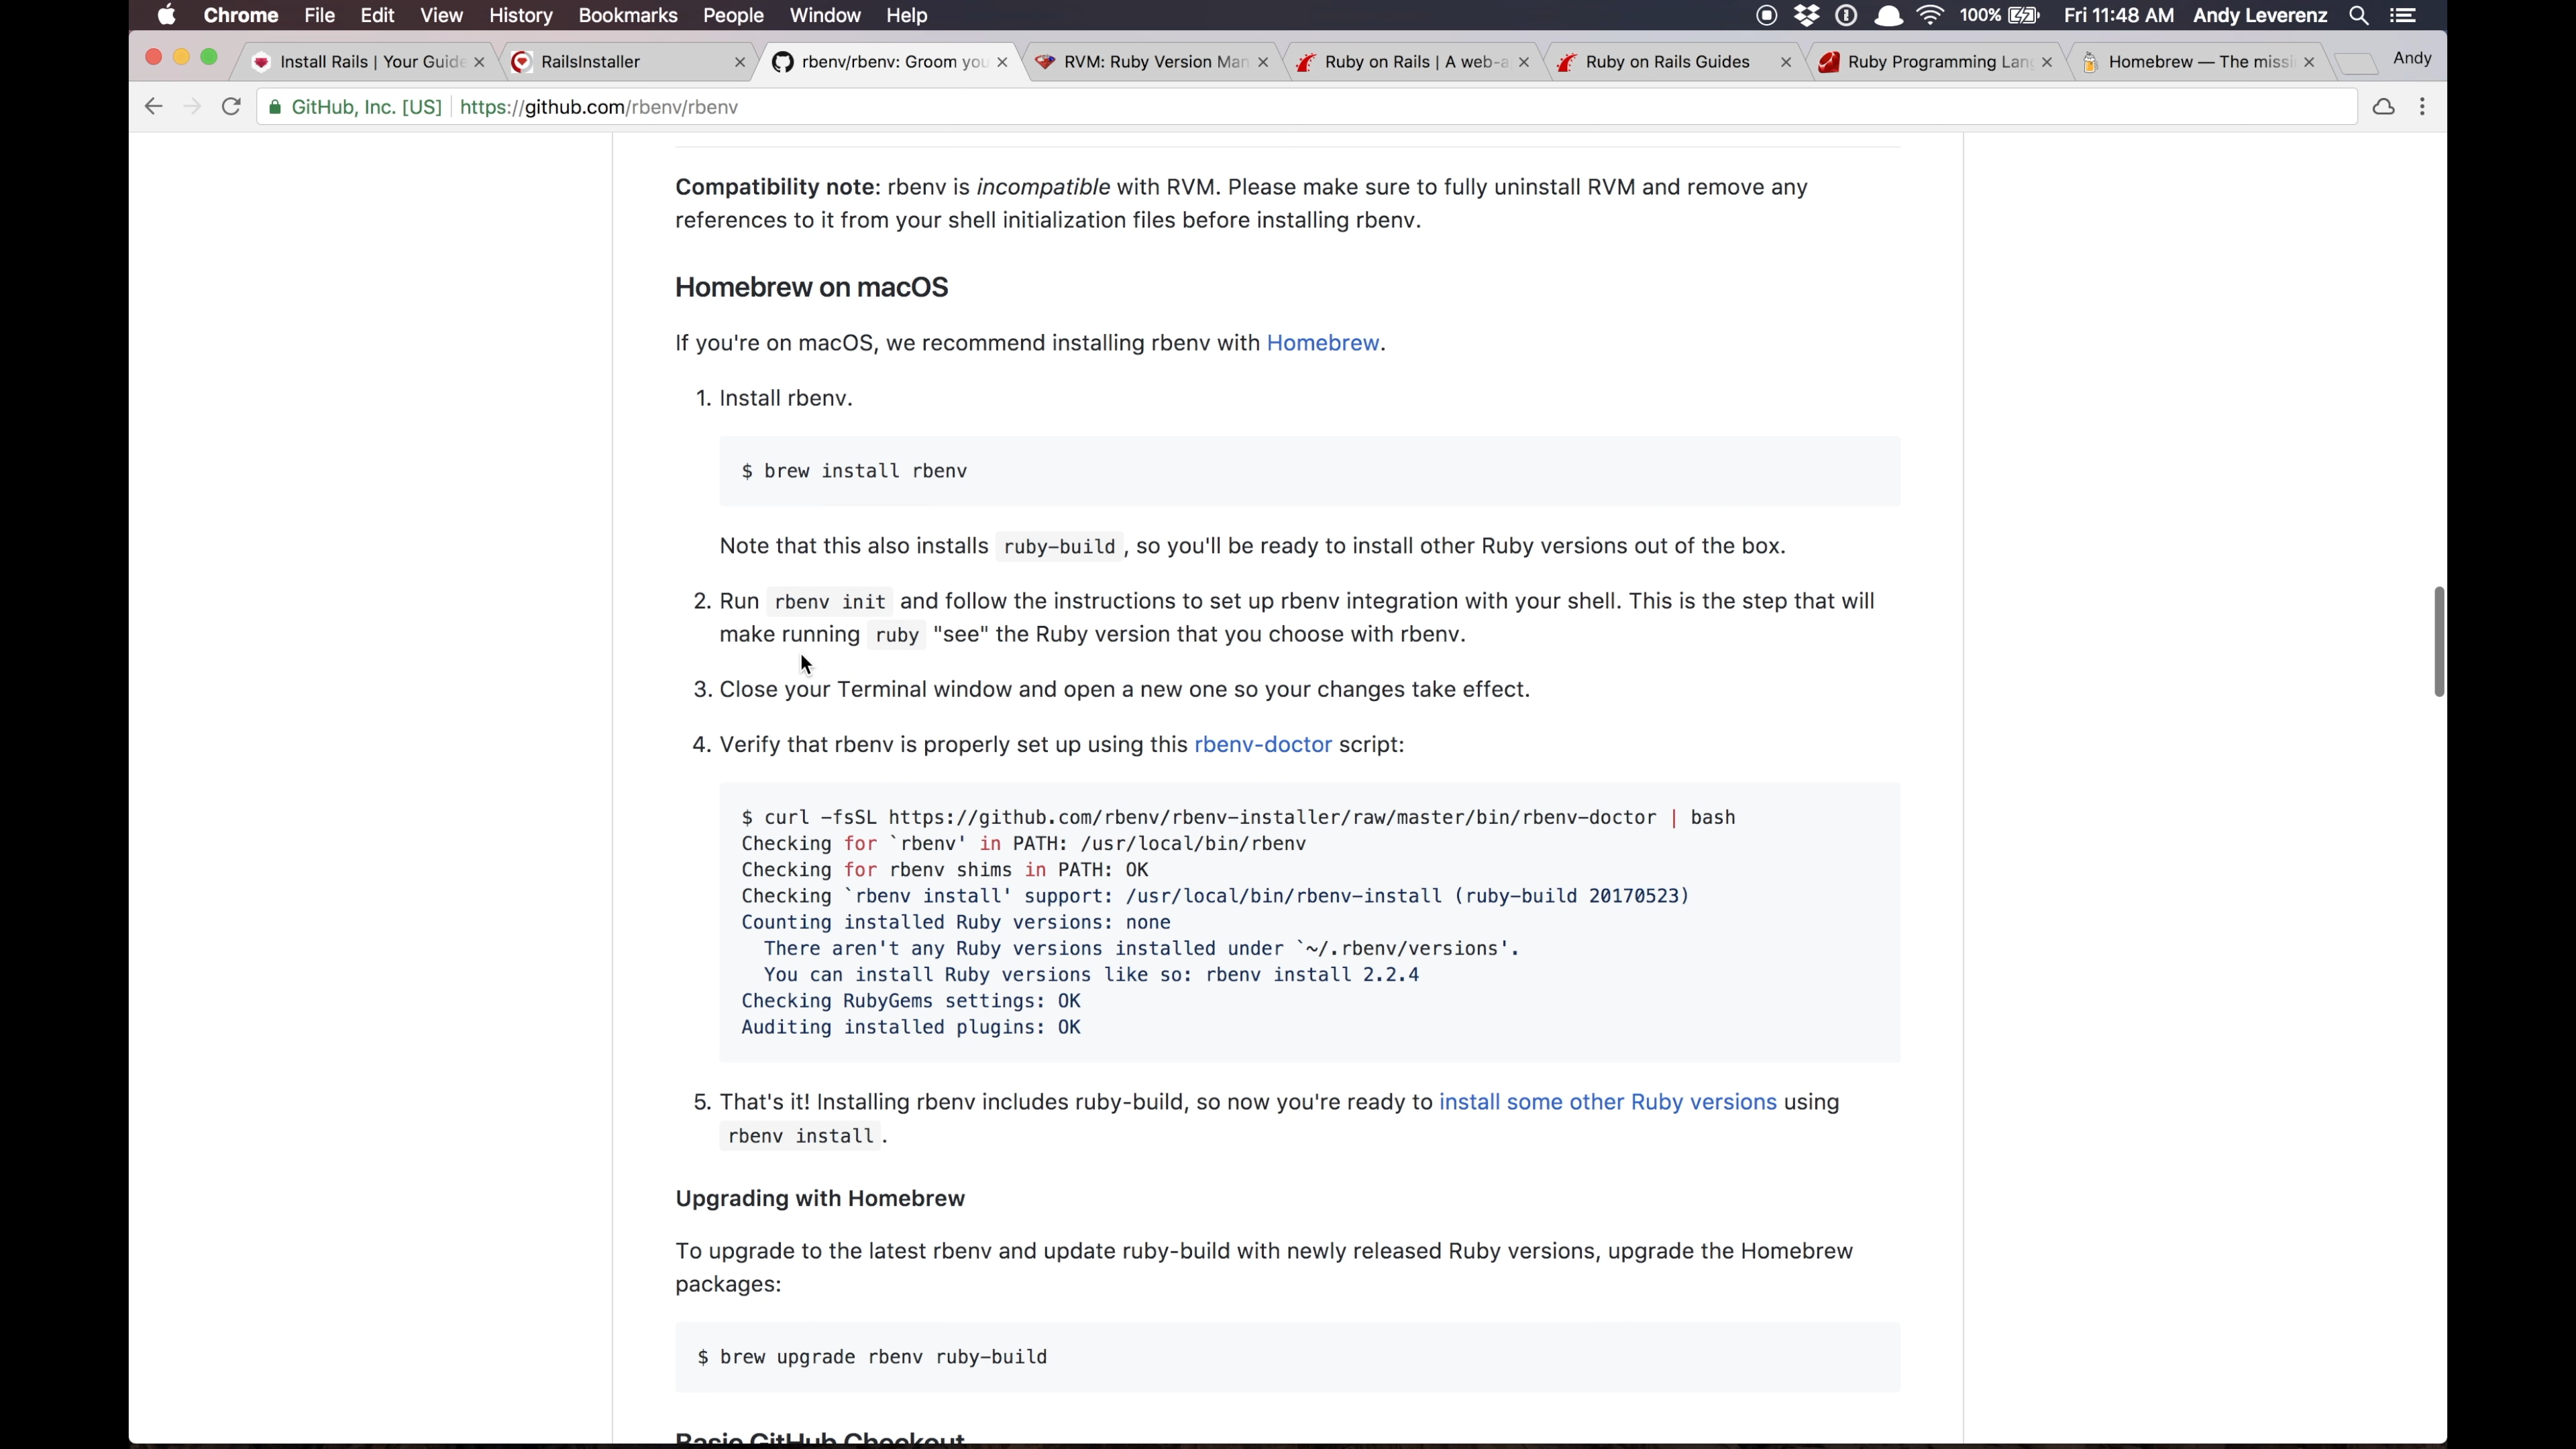 Chrome File Edit View History Bookmarks People Window Help 100% Fri 11:48 AM Andy Leverenz
Install Rails | Your Guide RailsInstaller rbenv/rbenv: Groom you RVM: Ruby Version Man Ruby on Rails | A web-a Ruby on Rails Guides Ruby Programming Lang Homebrew — The missi Andy
GitHub, Inc. [US] https://github.com/rbenv/rbenv
Compatibility note: rbenv is incompatible with RVM. Please make sure to fully uninstall RVM and remove any
references to it from your shell initialization files before installing rbenv.
Homebrew on macOS
If you're on macOS, we recommend installing rbenv with Homebrew.
1. Install rbenv.
$ brew install rbenv
Note that this also installs ruby-build, so you'll be ready to install other Ruby versions out of the box.
2. Run rbenv init and follow the instructions to set up rbenv integration with your shell. This is the step that will
make running ruby "see" the Ruby version that you choose with rbenv.
3. Close your Terminal window and open a new one so your changes take effect.
4. Verify that rbenv is properly set up using this rbenv-doctor script:
$ curl -fsSL https://github.com/rbenv/rbenv-installer/raw/master/bin/rbenv-doctor | bash
Checking for `rbenv' in PATH: /usr/local/bin/rbenv
Checking for rbenv shims in PATH: OK
Checking `rbenv install' support: /usr/local/bin/rbenv-install (ruby-build 20170523)
Counting installed Ruby versions: none
There aren't any Ruby versions installed under `~/.rbenv/versions'.
You can install Ruby versions like so: rbenv install 2.2.4
Checking RubyGems settings: OK
Auditing installed plugins: OK
5. That's it! Installing rbenv includes ruby-build, so now you're ready to install some other Ruby versions using
rbenv install.
Upgrading with Homebrew
To upgrade to the latest rbenv and update ruby-build with newly released Ruby versions, upgrade the Homebrew
packages:
$ brew upgrade rbenv ruby-build
Basic GitHub Checkout